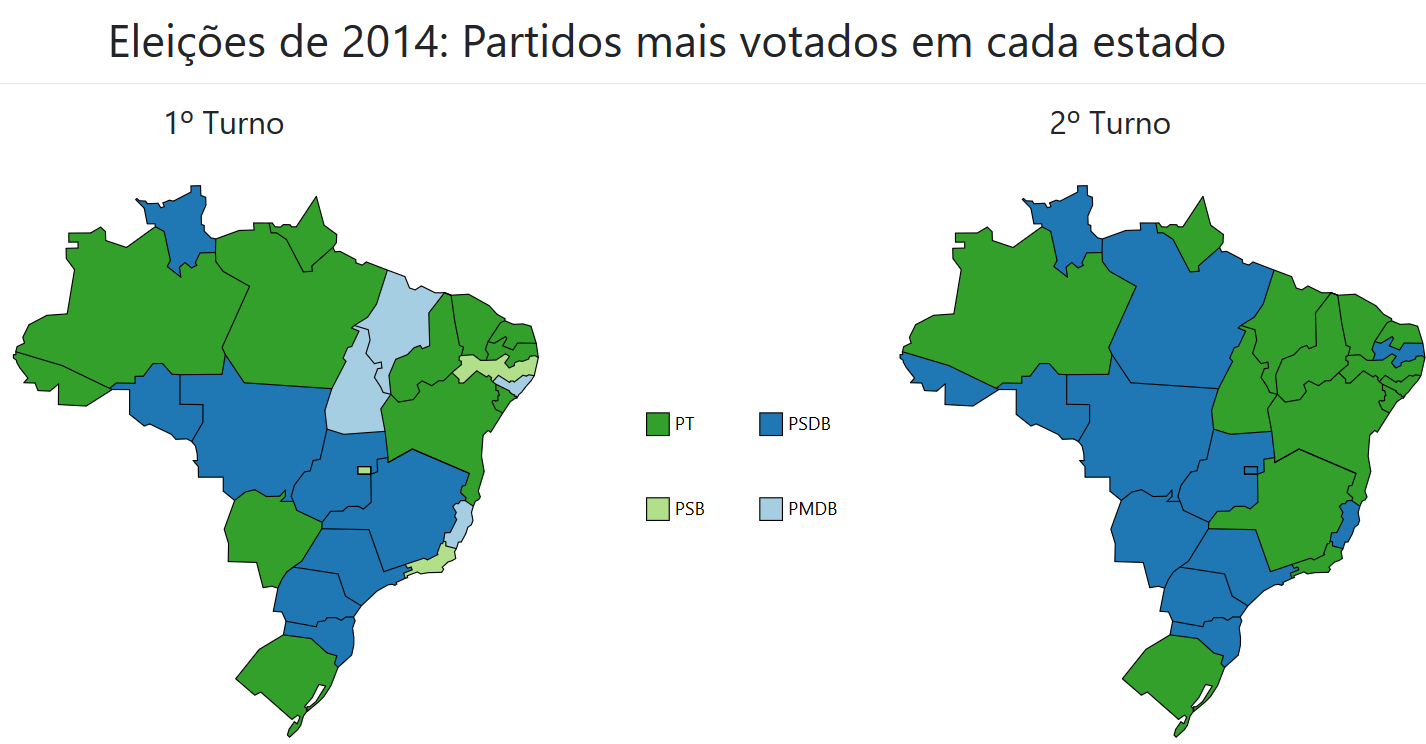 Eleições de 2014: Partidos mais votados em cada estado
1º Turno
2º Turno
PT
PSDB
PSB
PMDB